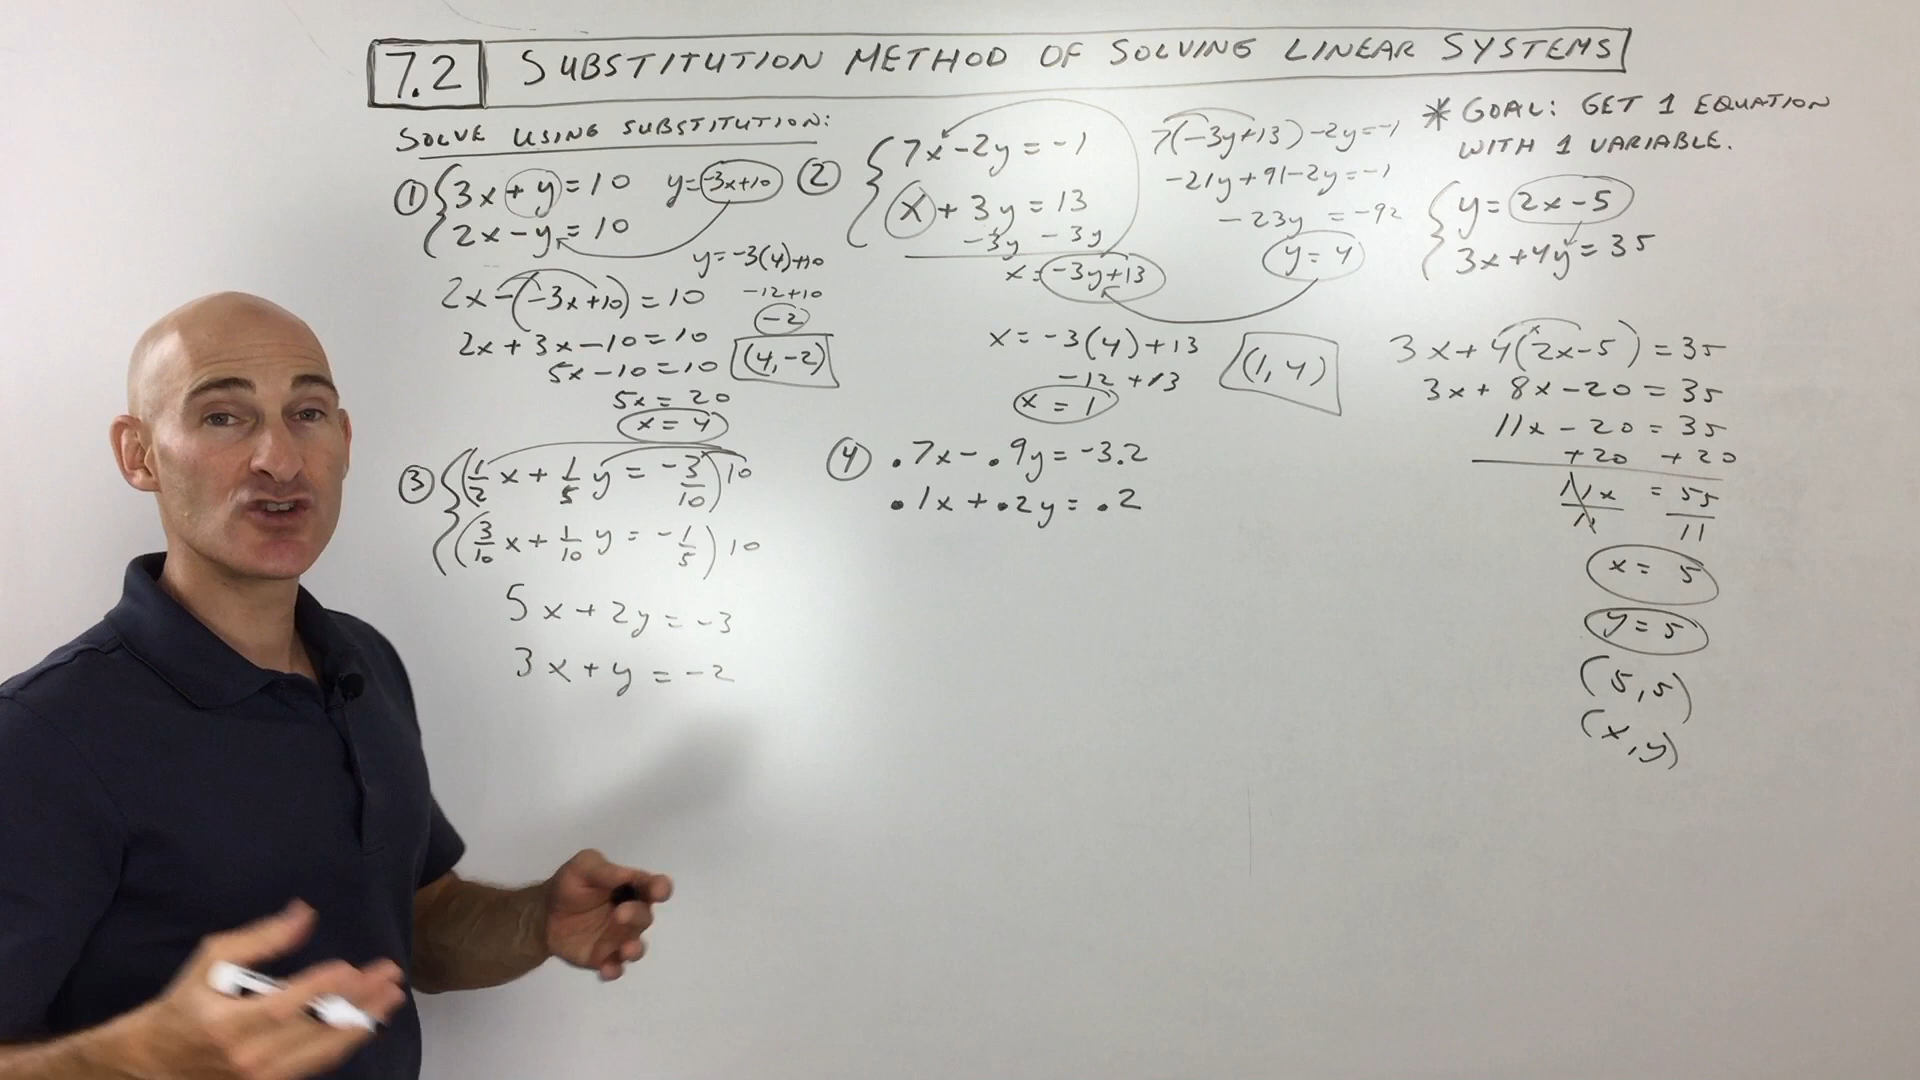 7.2 SUBSTITUTION METHOD OF SOLVING LINEAR SYSTEMS
SOLVE USING SUBSTITUTION:
① 3x + y = 10
2x - y = 10
y = -3x+10
2x - (-3x+10) = 10
2x + 3x - 10 = 10
5x - 10 = 10
5x = 20
x = 4
y = -3(4)+10
-12+10
-2
(4,-2)
② 7x - 2y = -1
x + 3y = 13
-3y -3y
x = -3y+13
7(-3y+13) - 2y = -1
-21y + 91 - 2y = -1
-23y = -92
y = 4
x = -3(4)+13
-12 +13
x = 1
(1,4)
* GOAL: GET 1 EQUATION
WITH 1 VARIABLE.
y = 2x-5
3x+4y = 35
3x + 4(2x-5) = 35
3x + 8x - 20 = 35
11x - 20 = 35
+20 +20
11x/11 = 55/11
x = 5
y = 5
(5,5)
(x,y)
③ (1/2 x + 1/5 y = -3/10) 10
(3/10 x + 1/10 y = -1/5) 10
5x + 2y = -3
3x + y = -2
④ .7x - .9y = -3.2
.1x + .2y = .2